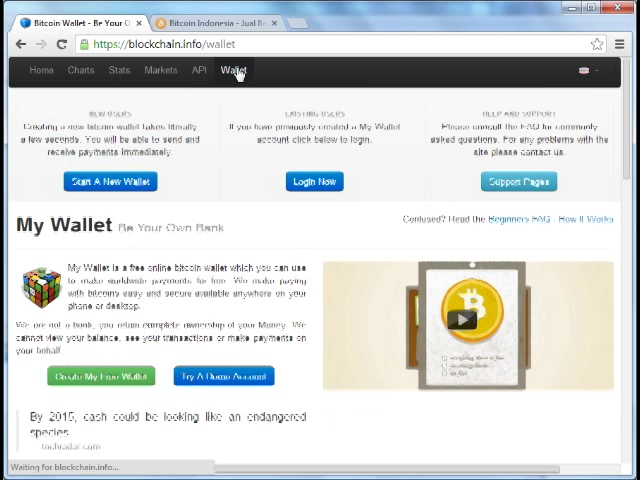 Bitcoin Wallet - Be Your O
Bitcoin Indonesia - Jual Be
https://blockchain.info/wallet
Home Charts Stats Markets API Wallet
NEW USERS
Creating a new bitcoin wallet takes literally
a few seconds. You will be able to send and
receive payments immediately.
Start A New Wallet
EXISTING USERS
If you have previously created a My Wallet
account click below to login.
Login Now
HELP AND SUPPORT
Please consult the FAQ for commonly
asked questions. For any problems with the
site please contact us.
Support Pages
My Wallet Be Your Own Bank
Confused? Read the Beginners FAQ - How It Works
My Wallet is a free online bitcoin wallet which you can use
to make worldwide payments for free. We make paying
with bitcoins easy and secure available anywhere on your
phone or desktop.
We are not a bank, you retain complete ownership of your Money. We
cannot view your balance, see your transactions or make payments on
your behalf.
Create My Free Wallet
Try A Demo Account
By 2015, cash could be looking like an endangered
species
techradar.com
Waiting for blockchain.info...